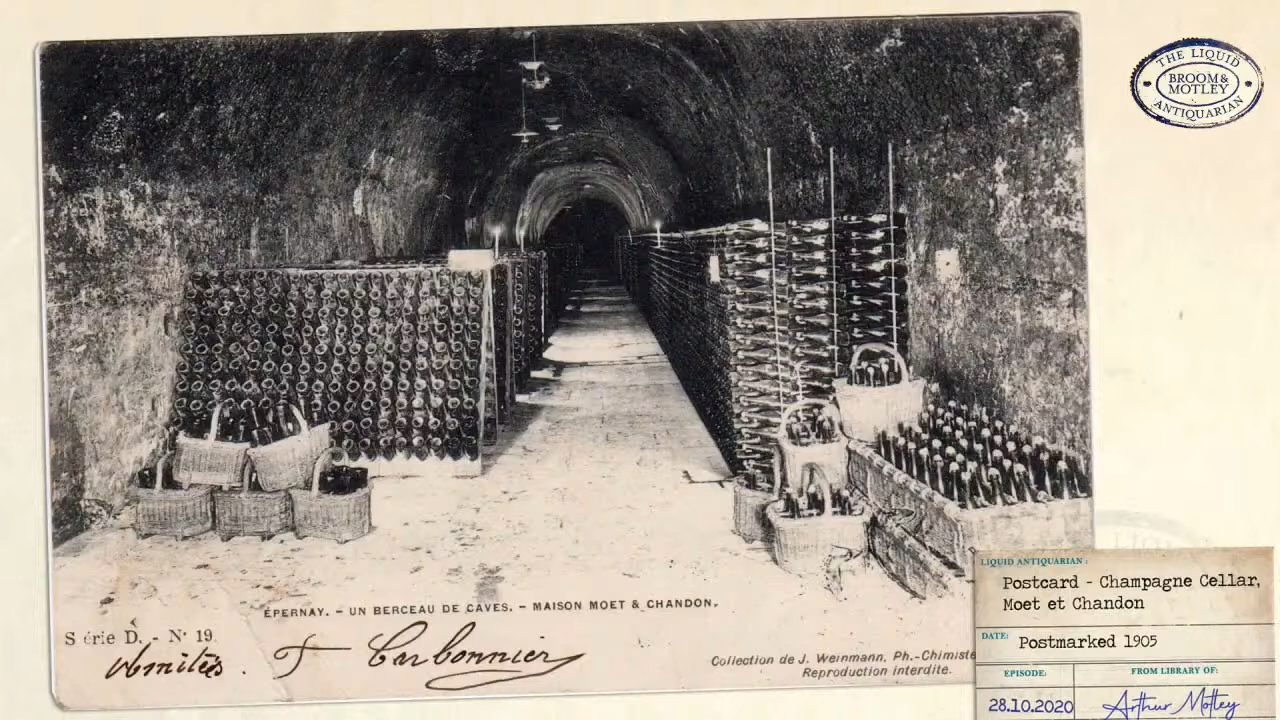 THE LIQUID
BROOM &
MOTLEY
ANTIQUARIAN
ÉPERNAY. – UN BERCEAU DE CAVES. – MAISON MOET & CHANDON.
Série D. - N° 19.
Amitiés. F Carbonnier
Collection de J. Weinmann, Ph.-Chimiste
Reproduction interdite.
LIQUID ANTIQUARIAN:
Postcard - Champagne Cellar,
Moet et Chandon
DATE: Postmarked 1905
EPISODE: FROM LIBRARY OF:
28.10.2020 Arthur Motley